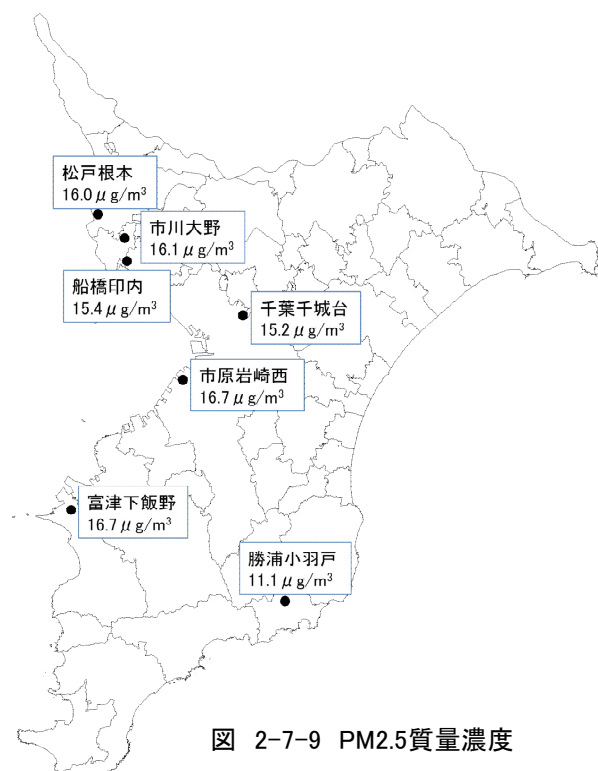 松戸根本
16.0μg/m³
市川大野
16.1μg/m³
船橋印内
15.4μg/m³
千葉千城台
15.2μg/m³
市原岩崎西
16.7μg/m³
富津下飯野
16.7μg/m³
勝浦小羽戸
11.1μg/m³
図 2-7-9 PM2.5質量濃度